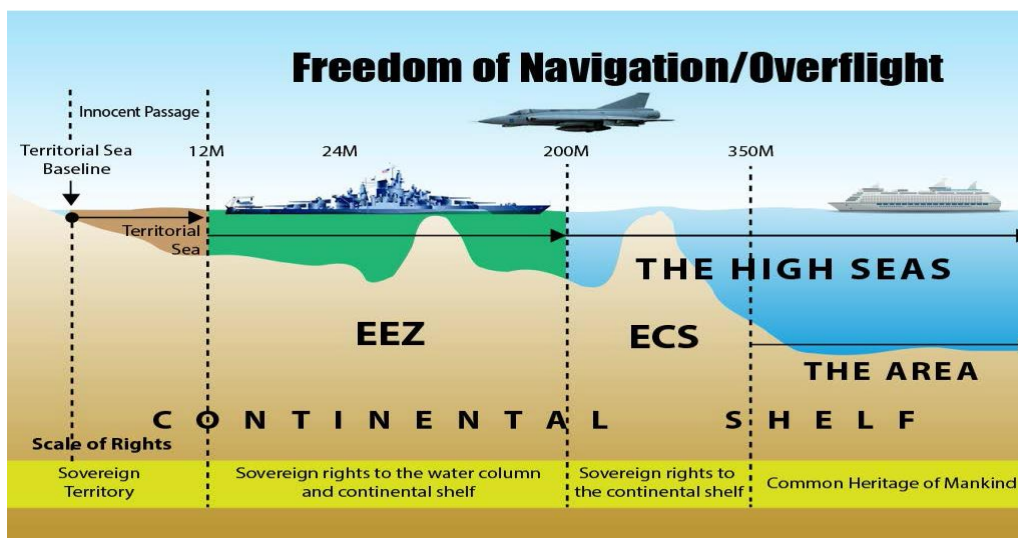 Freedom of Navigation/Overflight
Innocent Passage
Territorial Sea
Baseline
12M
24M
200M
350M
Territorial
Sea
THE HIGH SEAS
EEZ
ECS
THE AREA
CONTINENTAL SHELF
Scale of Rights
Sovereign
Territory
Sovereign rights to the water column
and continental shelf
Sovereign rights to
the continental shelf
Common Heritage of Mankind